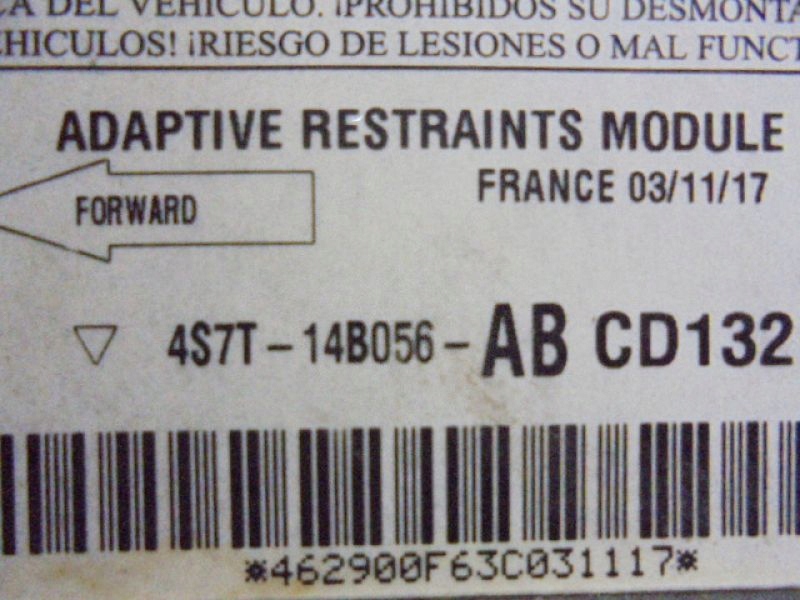 CA DEL VEHICULO. ¡PROHIBIDOS SU DESMONTA
EHICULOS! ¡RIESGO DE LESIONES O MAL FUNCT
ADAPTIVE RESTRAINTS MODULE
FORWARD
FRANCE 03/11/17
4S7T-14B056-AB CD132
*462900F63C031117*